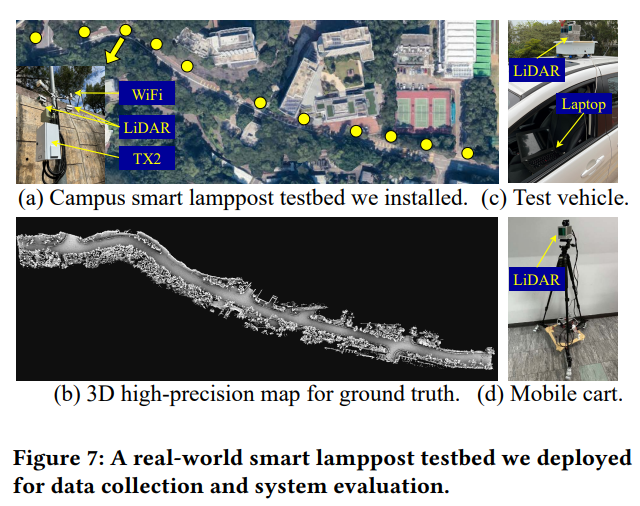 WiFi
LiDAR
TX2
LiDAR
Laptop
(a) Campus smart lamppost testbed we installed.
(c) Test vehicle.
LiDAR
(b) 3D high-precision map for ground truth.
(d) Mobile cart.
Figure 7: A real-world smart lamppost testbed we deployed
for data collection and system evaluation.